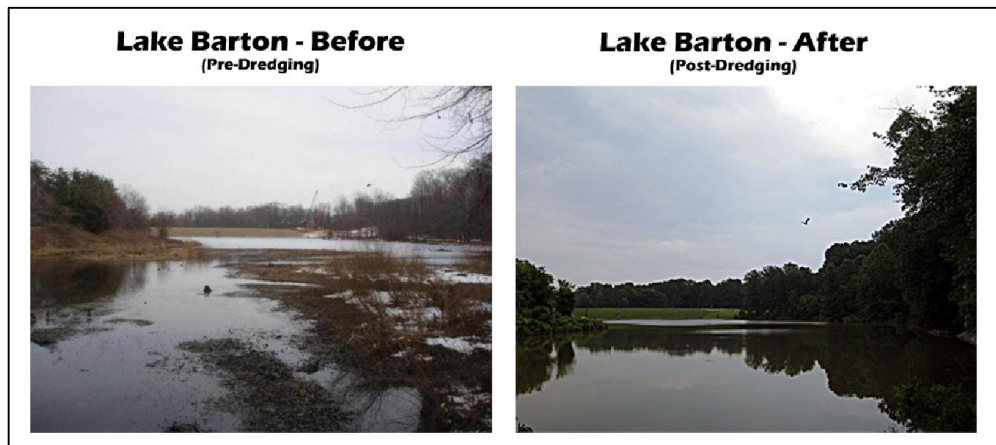 Lake Barton - Before
(Pre-Dredging)
Lake Barton - After
(Post-Dredging)